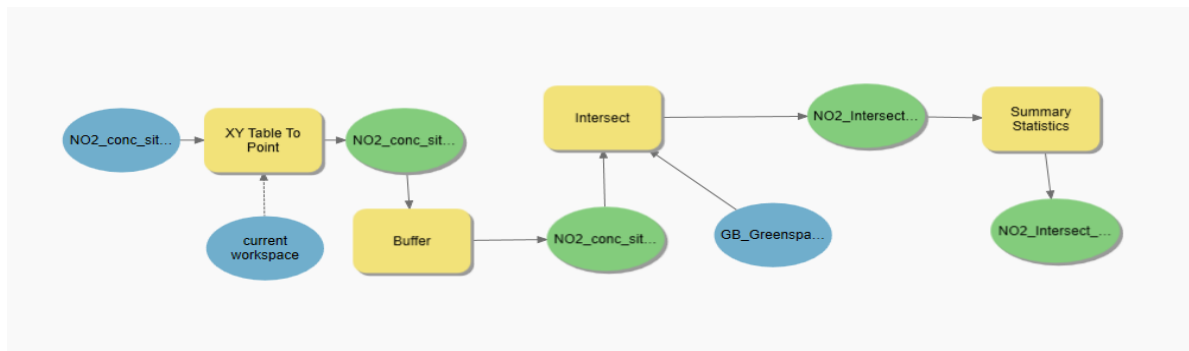 NO2_conc_sit...
XY Table To
Point
NO2_conc_sit...
current
workspace
Buffer
NO2_conc_sit...
Intersect
GB_Greenspa...
NO2_Intersect...
Summary
Statistics
NO2_Intersect_...